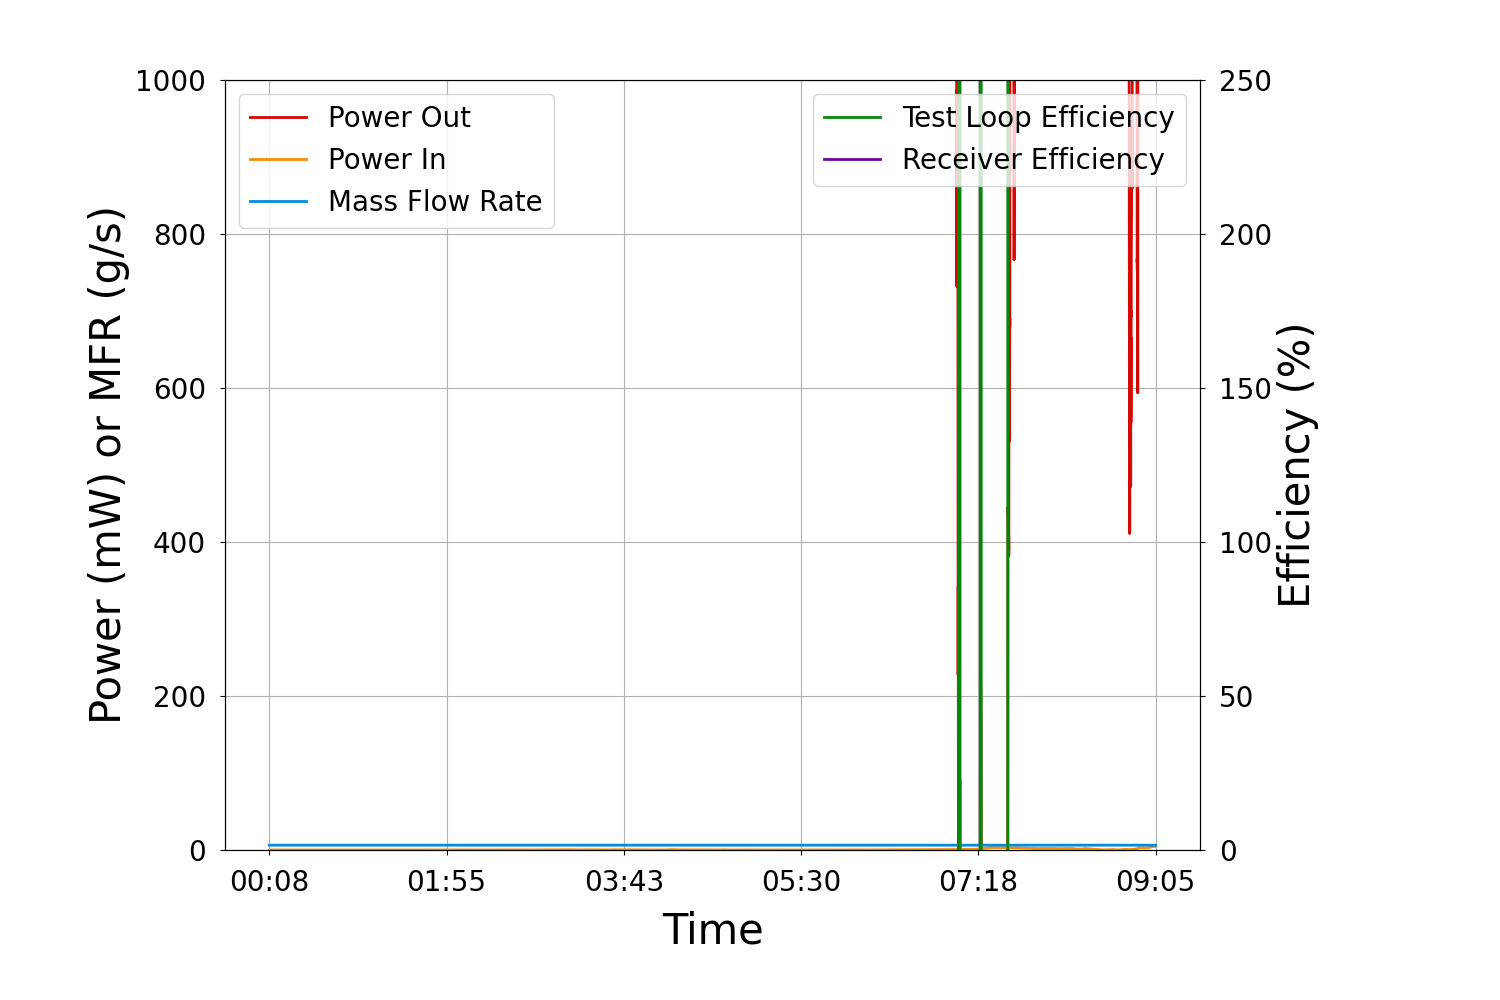 1000
800
600
400
200
0
Power (mW) or MFR (g/s)
Power Out
Power In
Mass Flow Rate
Test Loop Efficiency
Receiver Efficiency
250
200
150
100
50
0
Efficiency (%)
00:08 01:55 03:43 05:30 07:18 09:05
Time